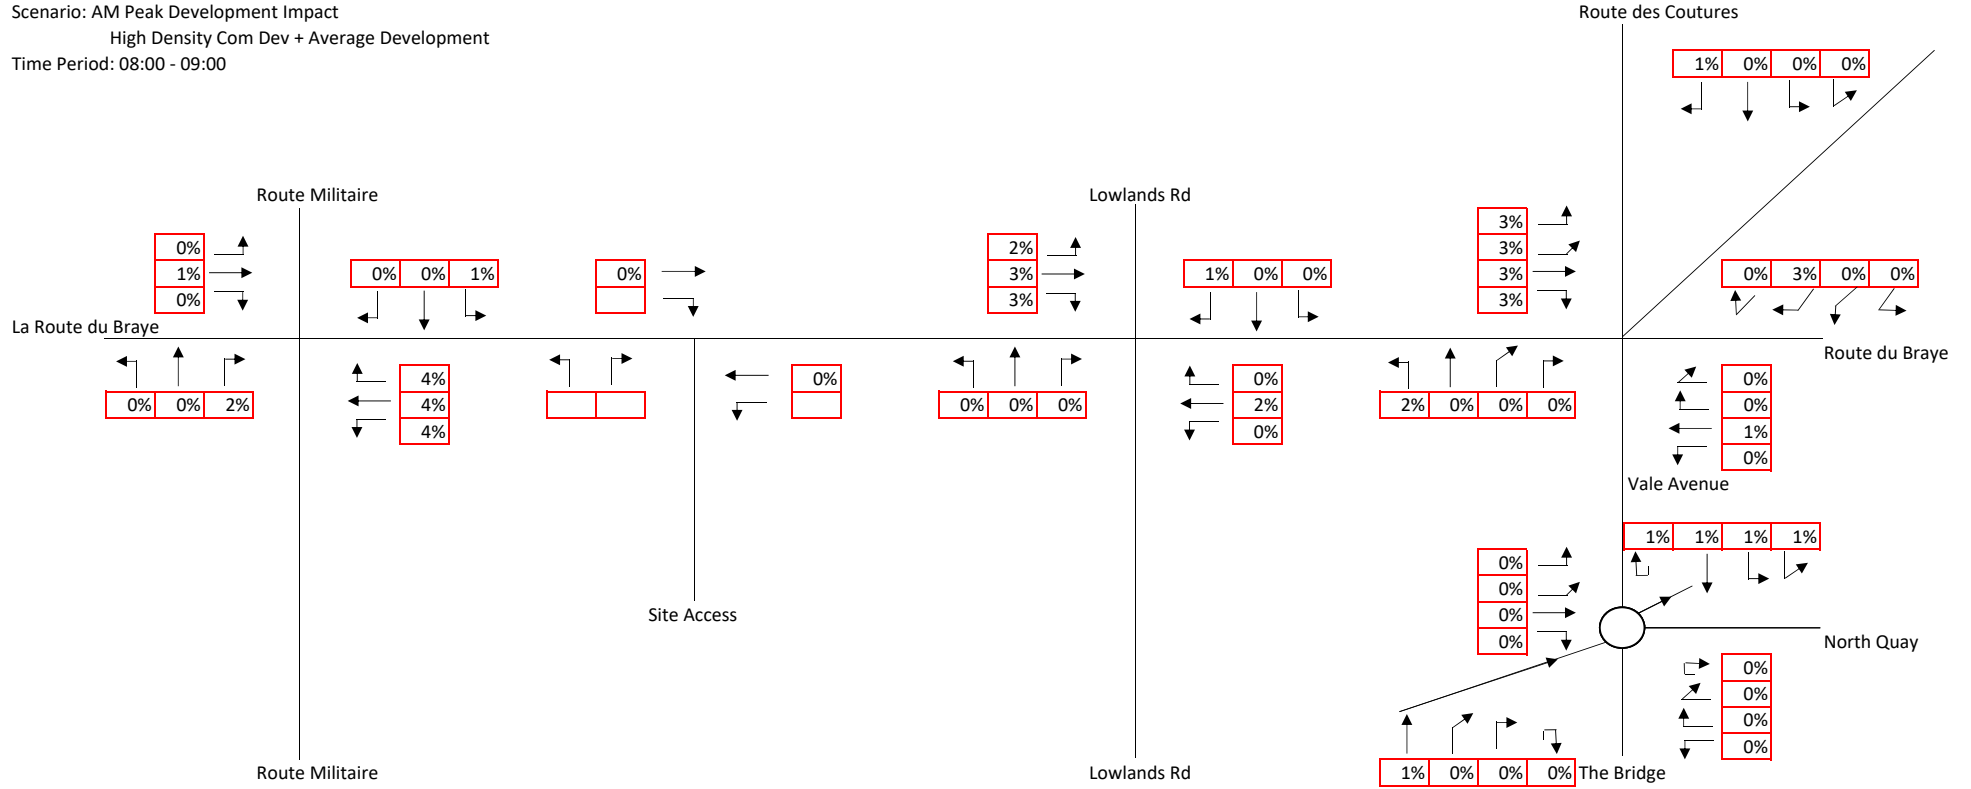 Scenario: AM Peak Development Impact
High Density Com Dev + Average Development
Time Period: 08:00 - 09:00
Route des Coutures
1% 0% 0% 0%
Route Militaire
Lowlands Rd
0%
1%
0%
0% 0% 1%
0%
2%
3%
3%
1% 0% 0%
3%
3%
3%
3%
0% 3% 0% 0%
La Route du Braye
Route du Braye
0% 0% 2%
4%
4%
4%
0%
0% 0% 0%
0%
2%
0%
2% 0% 0% 0%
0%
0%
1%
0%
Vale Avenue
1% 1% 1% 1%
0%
0%
0%
0%
Site Access
North Quay
0%
0%
0%
0%
1% 0% 0% 0%
Route Militaire
Lowlands Rd
The Bridge